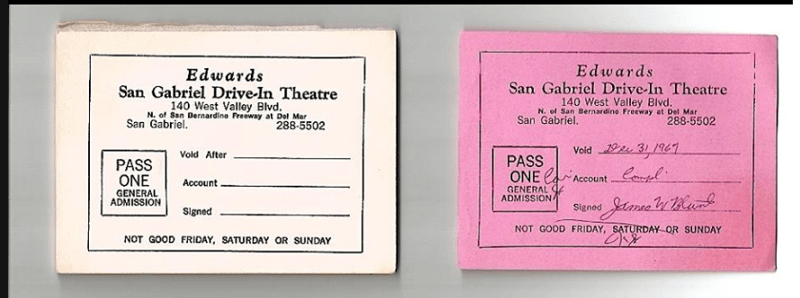 Edwards
San Gabriel Drive-In Theatre
140 West Valley Blvd.
N. of San Bernardino Freeway at Del Mar
San Gabriel. 288-5502
Void After
PASS
ONE
GENERAL
ADMISSION
Account
Signed
NOT GOOD FRIDAY, SATURDAY OR SUNDAY
Edwards
San Gabriel Drive-In Theatre
140 West Valley Blvd.
N. of San Bernardino Freeway at Del Mar
San Gabriel. 288-5502
Void Dec 31, 1969
PASS
ONE
GENERAL
ADMISSION
Account Compl.
Signed James W
NOT GOOD FRIDAY, SATURDAY OR SUNDAY